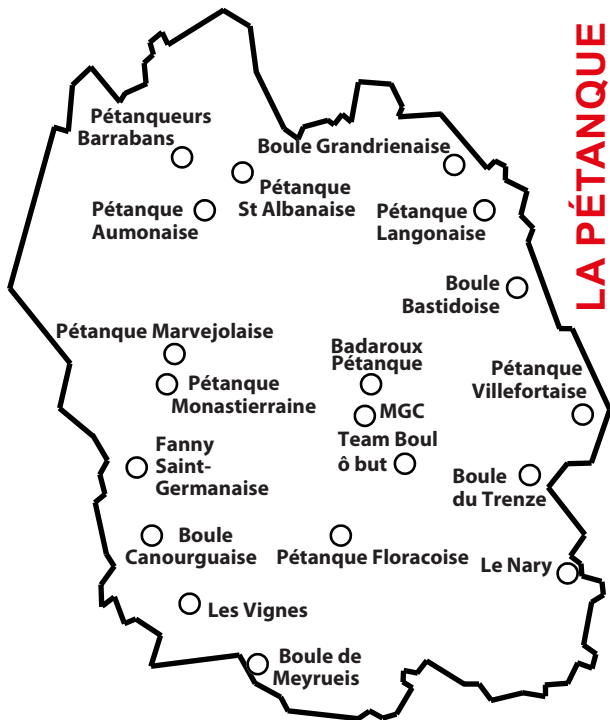 LA PÉTANQUE
Pétanqueurs
Barrabans
Boule Grandrienaise
Pétanque
St Albanaise
Pétanque
Aumonaise
Pétanque
Langonaise
Boule
Bastidoise
Pétanque Marvejolaise
Badaroux
Pétanque
Pétanque
Villefortaise
Pétanque
Monastierraine
MGC
Team Boul
ô but
Fanny
Saint-
Germanaise
Boule
du Trenze
Boule
Canourguaise
Pétanque Floracoise
Le Nary
Les Vignes
Boule de
Meyrueis